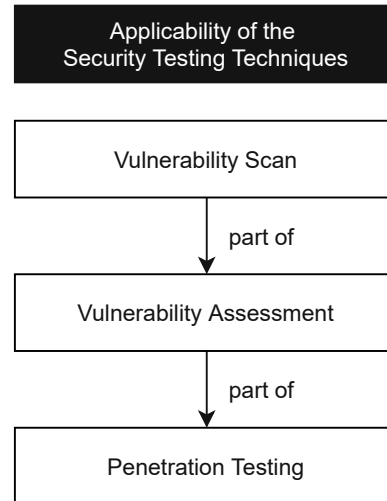 Applicability of the
Security Testing Techniques
Vulnerability Scan
part of
Vulnerability Assessment
part of
Penetration Testing